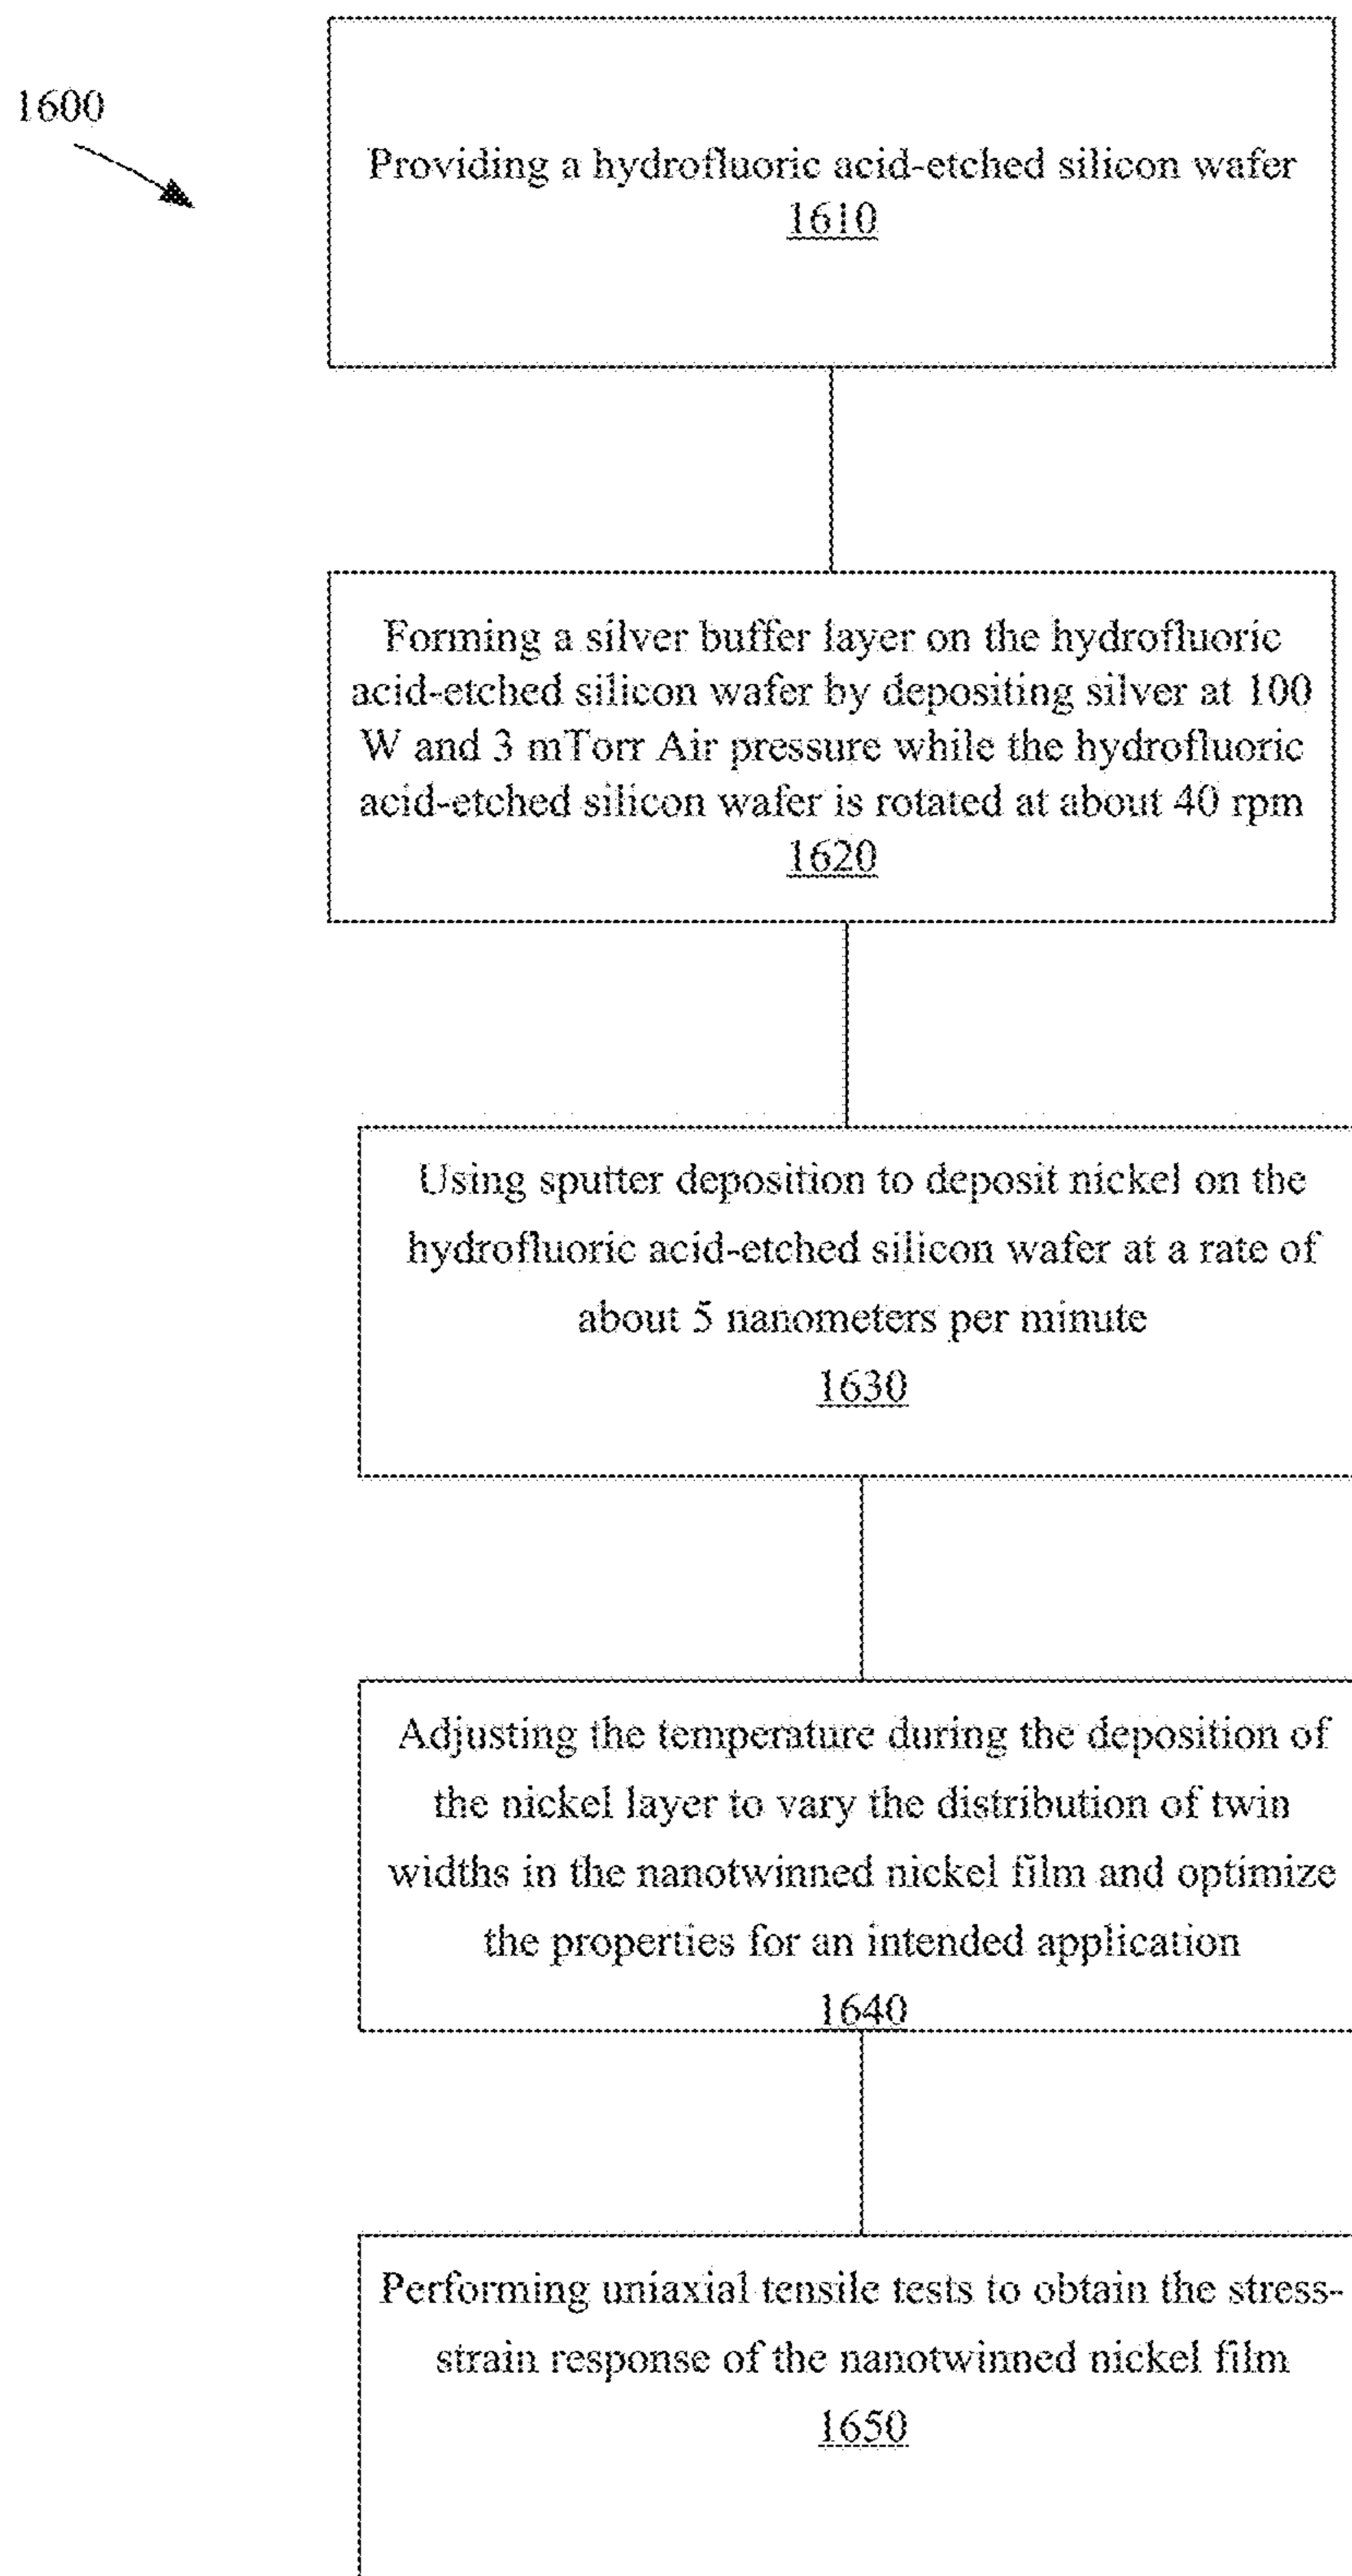 1600
Providing a hydrofluoric acid-etched silicon wafer
1610
Forming a silver buffer layer on the hydrofluoric
acid-etched silicon wafer by depositing silver at 100
W and 3 mTorr Air pressure while the hydrofluoric
acid-etched silicon wafer is rotated at about 40 rpm
1620
Using sputter deposition to deposit nickel on the
hydrofluoric acid-etched silicon wafer at a rate of
about 5 nanometers per minute
1630
Adjusting the temperature during the deposition of
the nickel layer to vary the distribution of twin
widths in the nanotwinned nickel film and optimize
the properties for an intended application
1640
Performing uniaxial tensile tests to obtain the stress-
strain response of the nanotwinned nickel film
1650